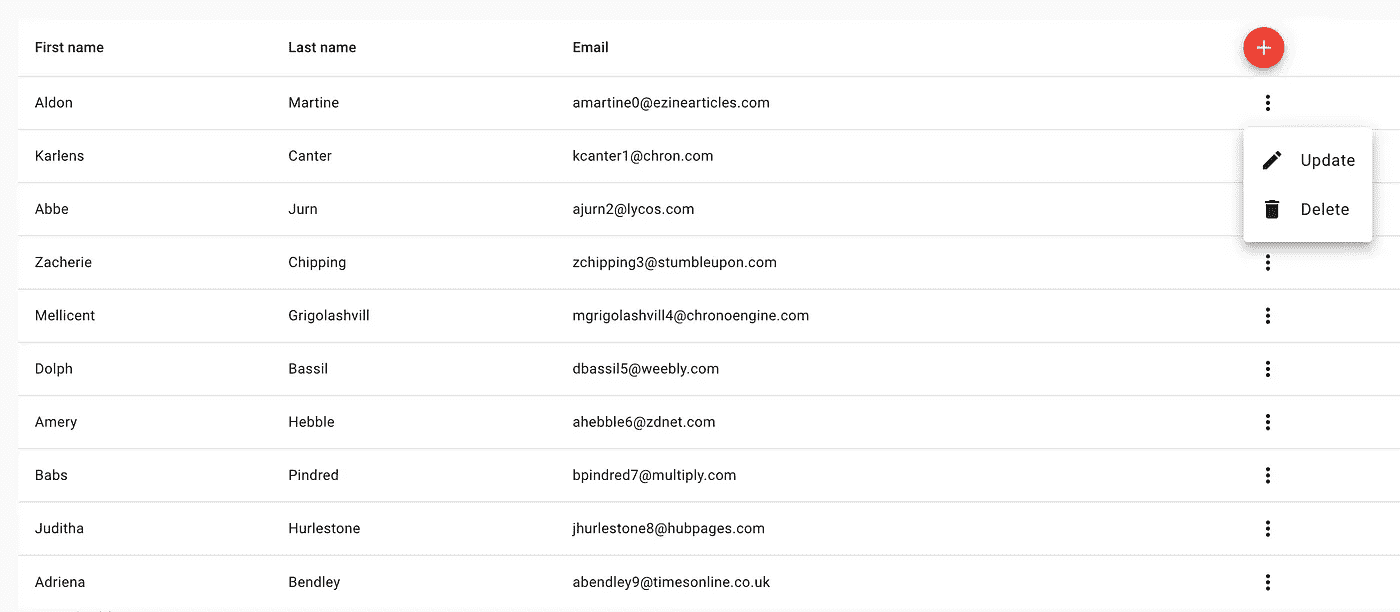 First name Last name Email
Aldon Martine amartine0@ezinearticles.com
Karlens Canter kcanter1@chron.com
Update
Abbe Jurn ajurn2@lycos.com
Delete
Zacherie Chipping zchipping3@stumbleupon.com
Mellicent Grigolashvill mgrigolashvill4@chronoengine.com
Dolph Bassil dbassil5@weebly.com
Amery Hebble ahebble6@zdnet.com
Babs Pindred bpindred7@multiply.com
Juditha Hurlestone jhurlestone8@hubpages.com
Adriena Bendley abendley9@timesonline.co.uk